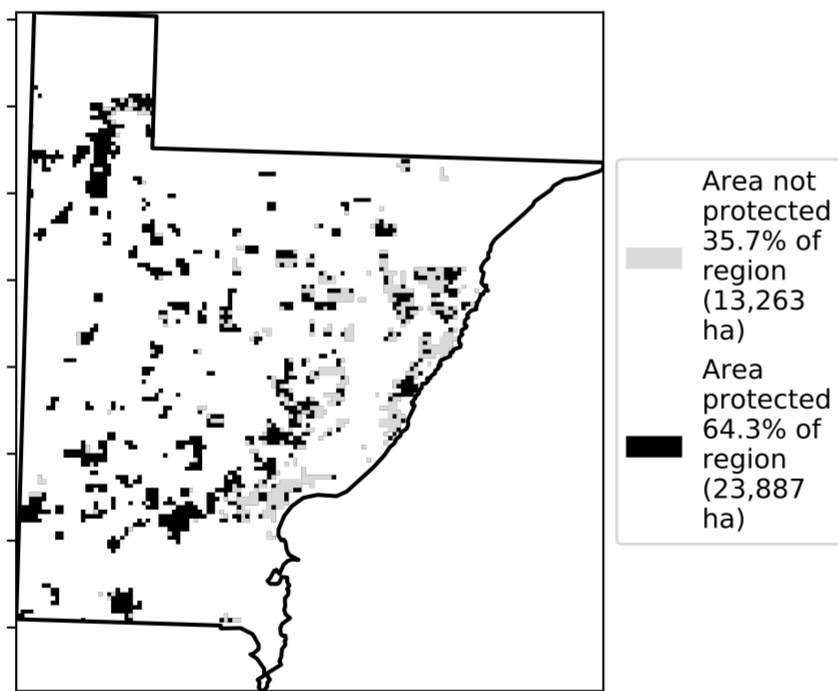 Area not
protected
35.7% of
region
(13,263
ha)
Area
protected
64.3% of
region
(23,887
ha)